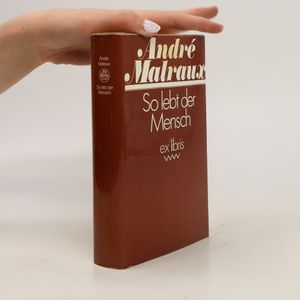 André
Malraux
So lebt der
Mensch
ex libris
André
Malraux
So lebt der
Mensch